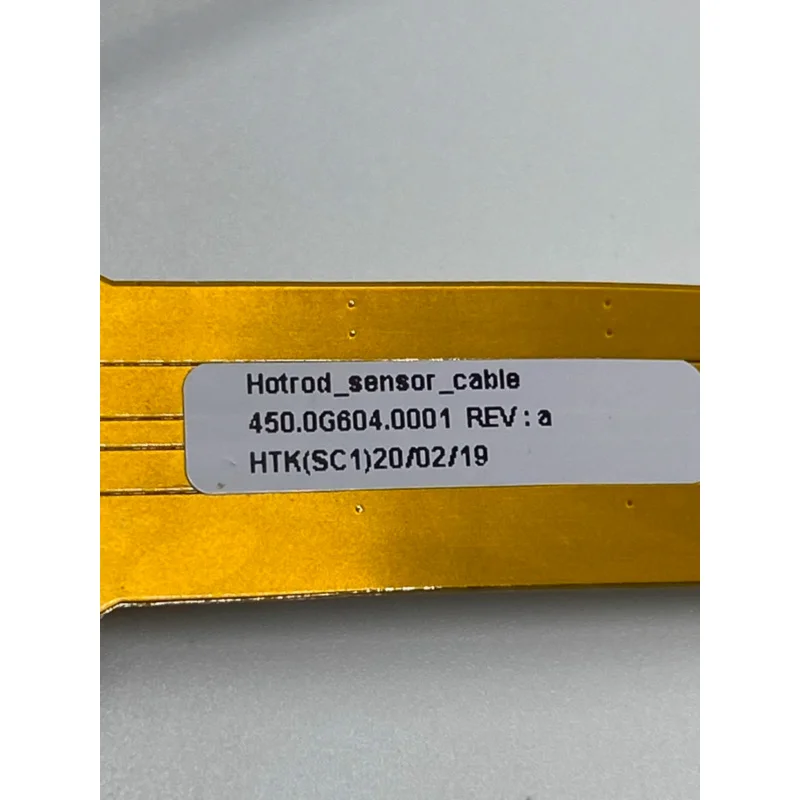 Hotrod_sensor_cable
450.0G604.0001 REV : a
HTK(SC1)20/02/19